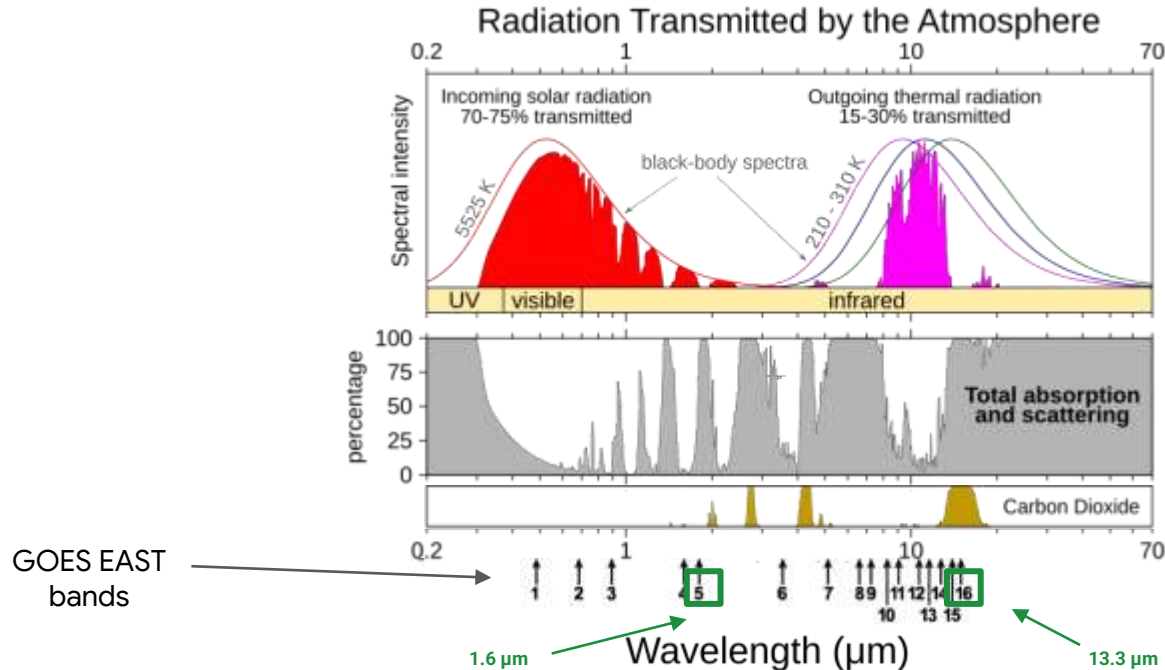 Radiation Transmitted by the Atmosphere
0.2 1 10 70
Incoming solar radiation
70-75% transmitted
Outgoing thermal radiation
15-30% transmitted
Spectral intensity
5525 K
black-body spectra
210 - 310 K
UV visible infrared
percentage
100
75
50
25
0
Total absorption
and scattering
Carbon Dioxide
0.2 1 10 70
GOES EAST
bands
1 2 3 4 5 6 7 8 9 11 12 14 16
10 13 15
1.6 µm
Wavelength (μm)
13.3 µm